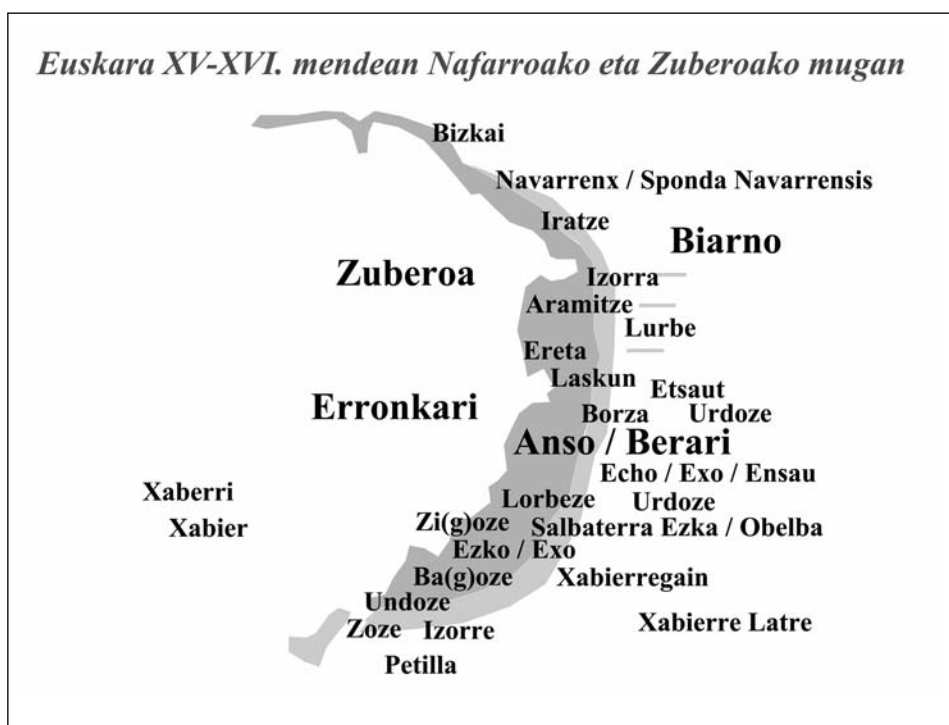 Euskara XV-XVI. mendean Nafarroako eta Zuberoako mugan
Bizkai
Navarrenx / Sponda Navarrensis
Iratze
Biarno
Zuberoa
Izorra
Aramitze
Lurbe
Ereta
Laskun
Etsaut
Erronkari
Borza
Urdoze
Anso / Berari
Echo / Exo / Ensau
Xaberri
Lorbeze
Urdoze
Xabier
Zi(g)oze
Salbaterra Ezka / Obelba
Ezko / Exo
Ba(g)oze
Xabierregain
Undoze
Xabierre Latre
Zoze
Izorre
Petilla